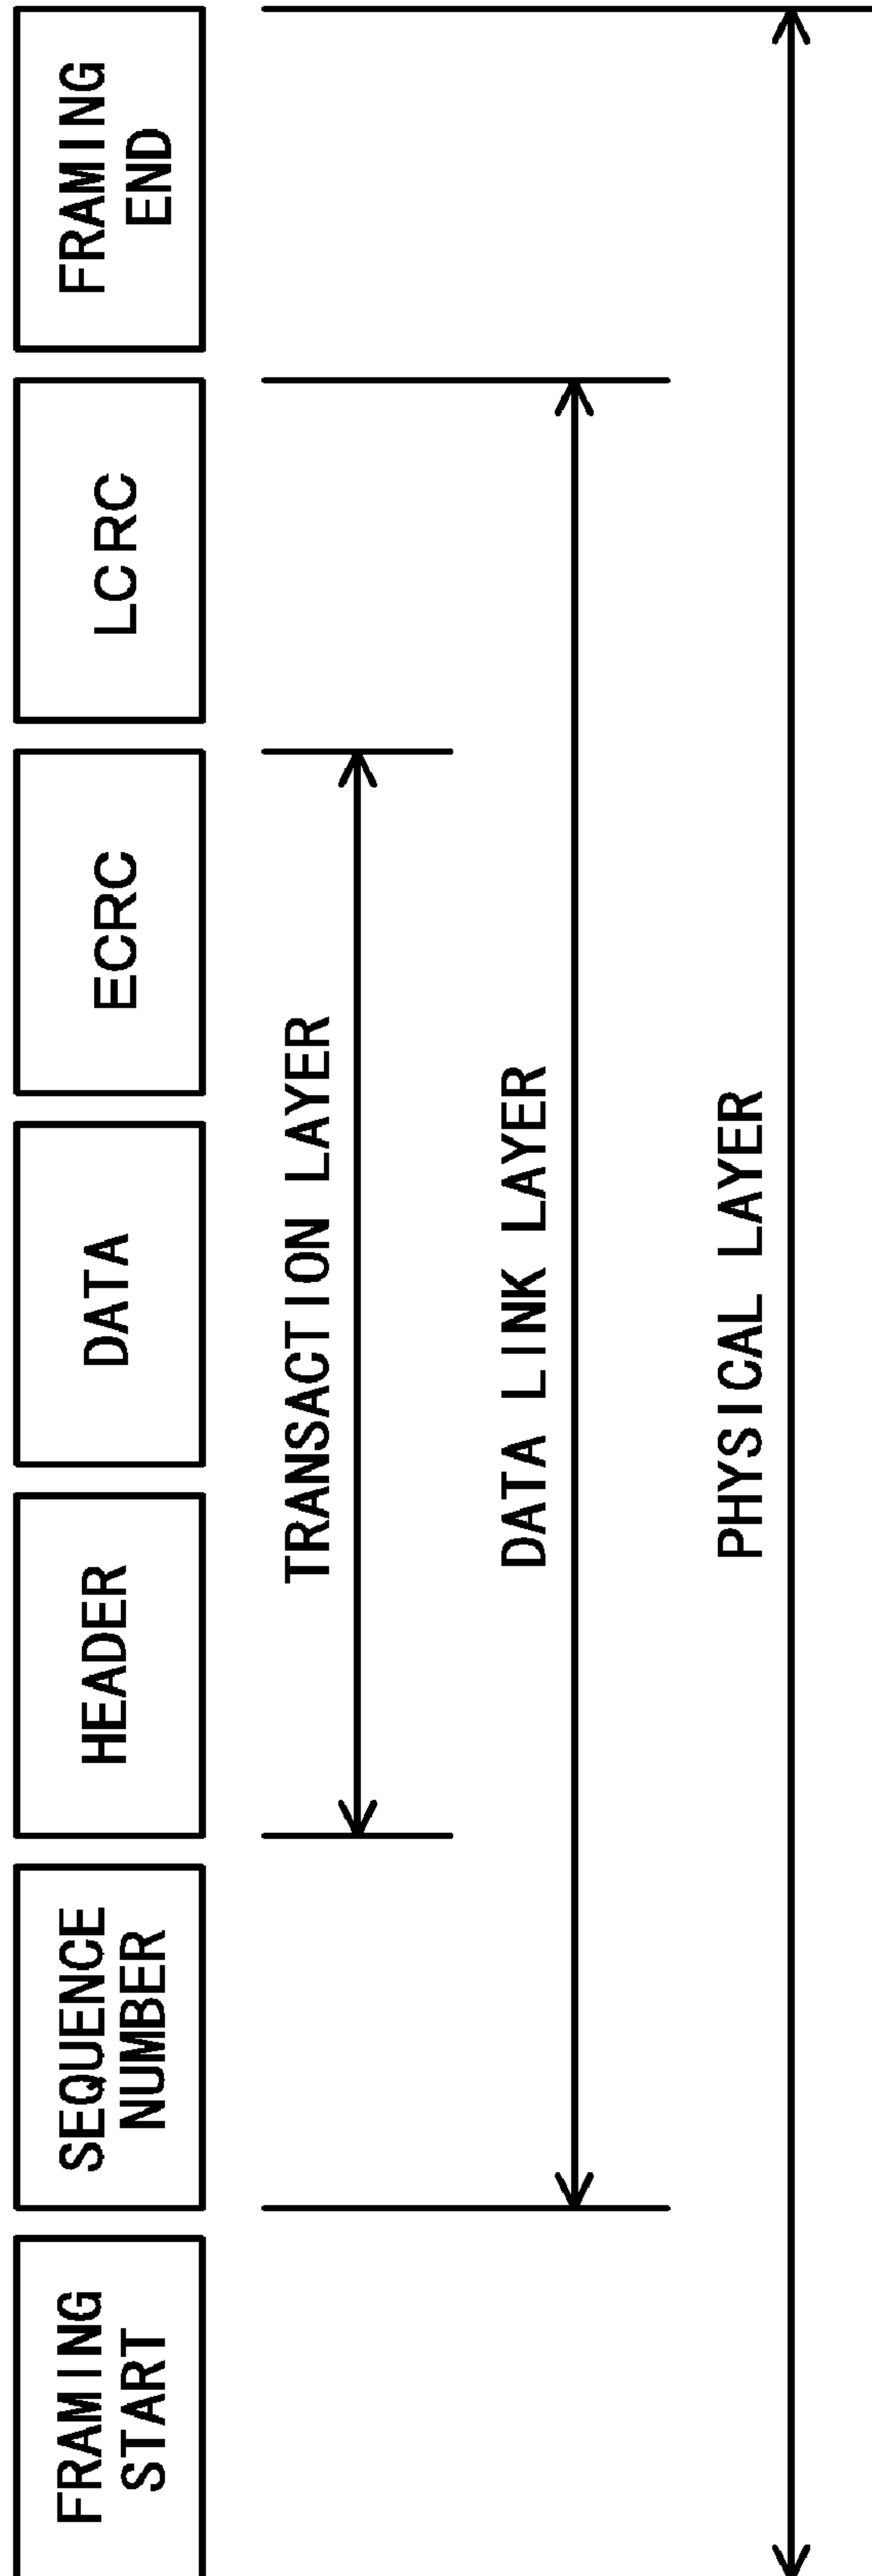 FRAMING
START
SEQUENCE
NUMBER
HEADER
DATA
ECRC
LCRC
FRAMING
END
TRANSACTION LAYER
DATA LINK LAYER
PHYSICAL LAYER